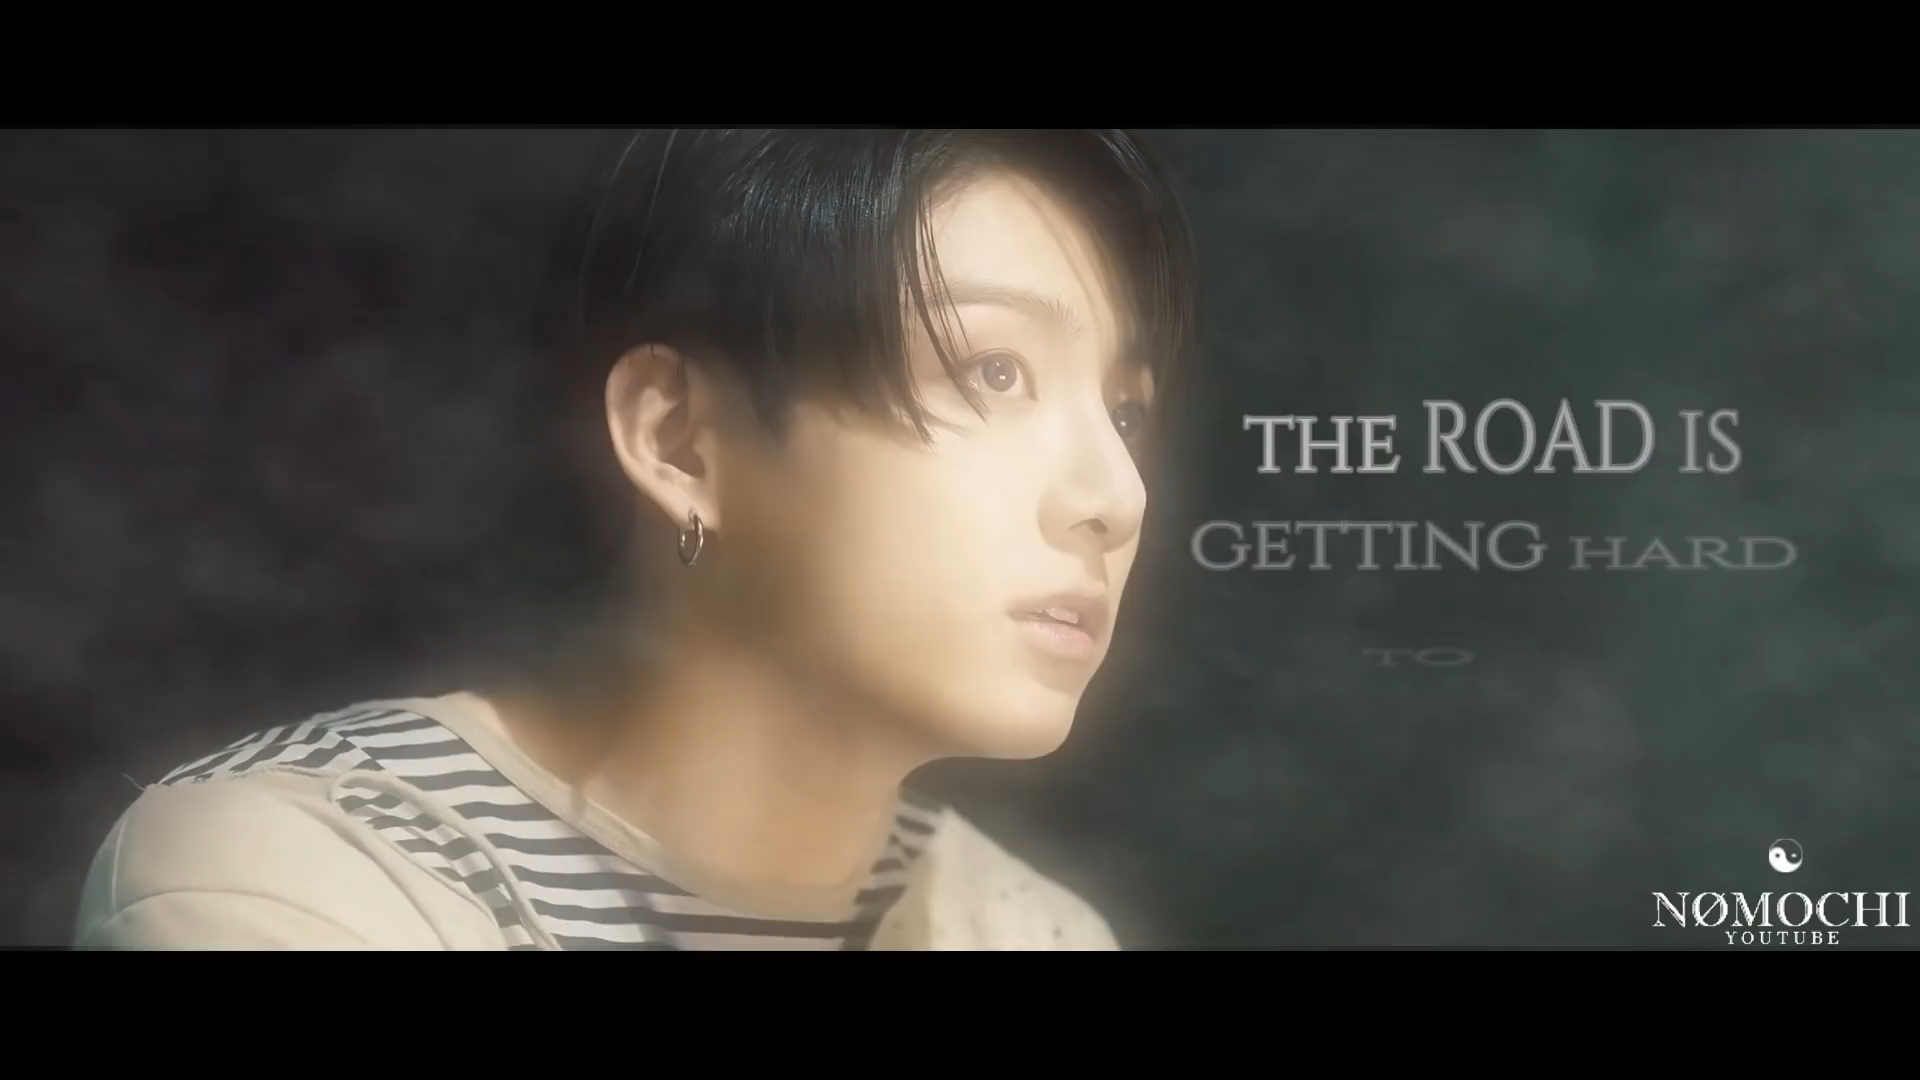 THE ROAD IS
GETTING HARD
TO
NØMOCHI
YOUTUBE